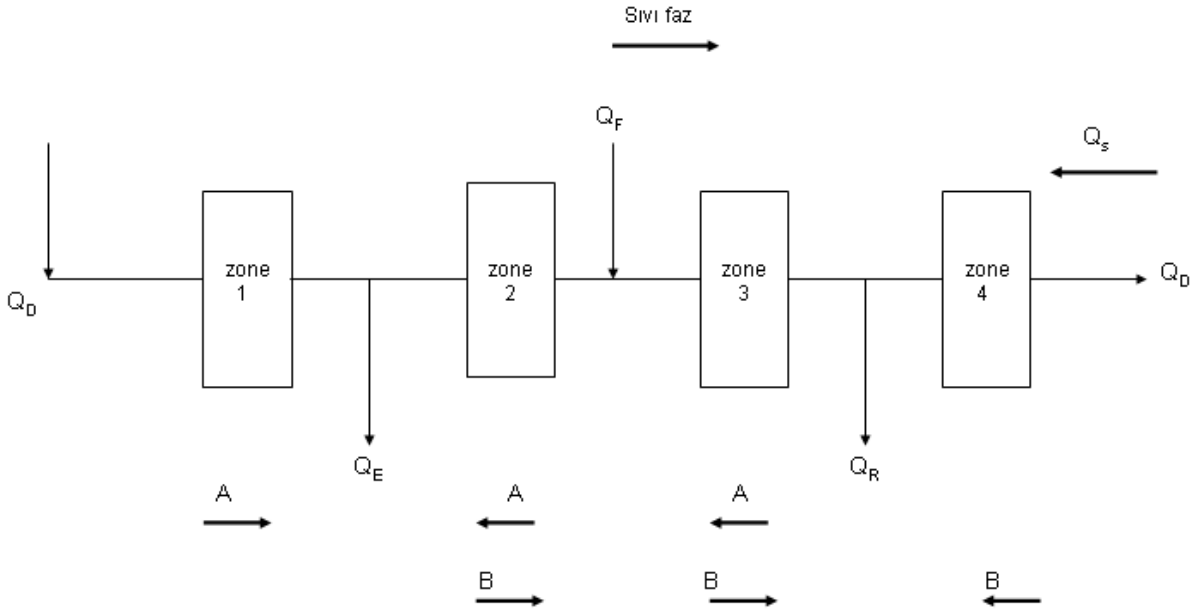 Sıvı faz
Q_F
Q_s
zone 1
zone 2
zone 3
zone 4
Q_D
Q_D
Q_E
Q_R
A
A
A
B
B
B